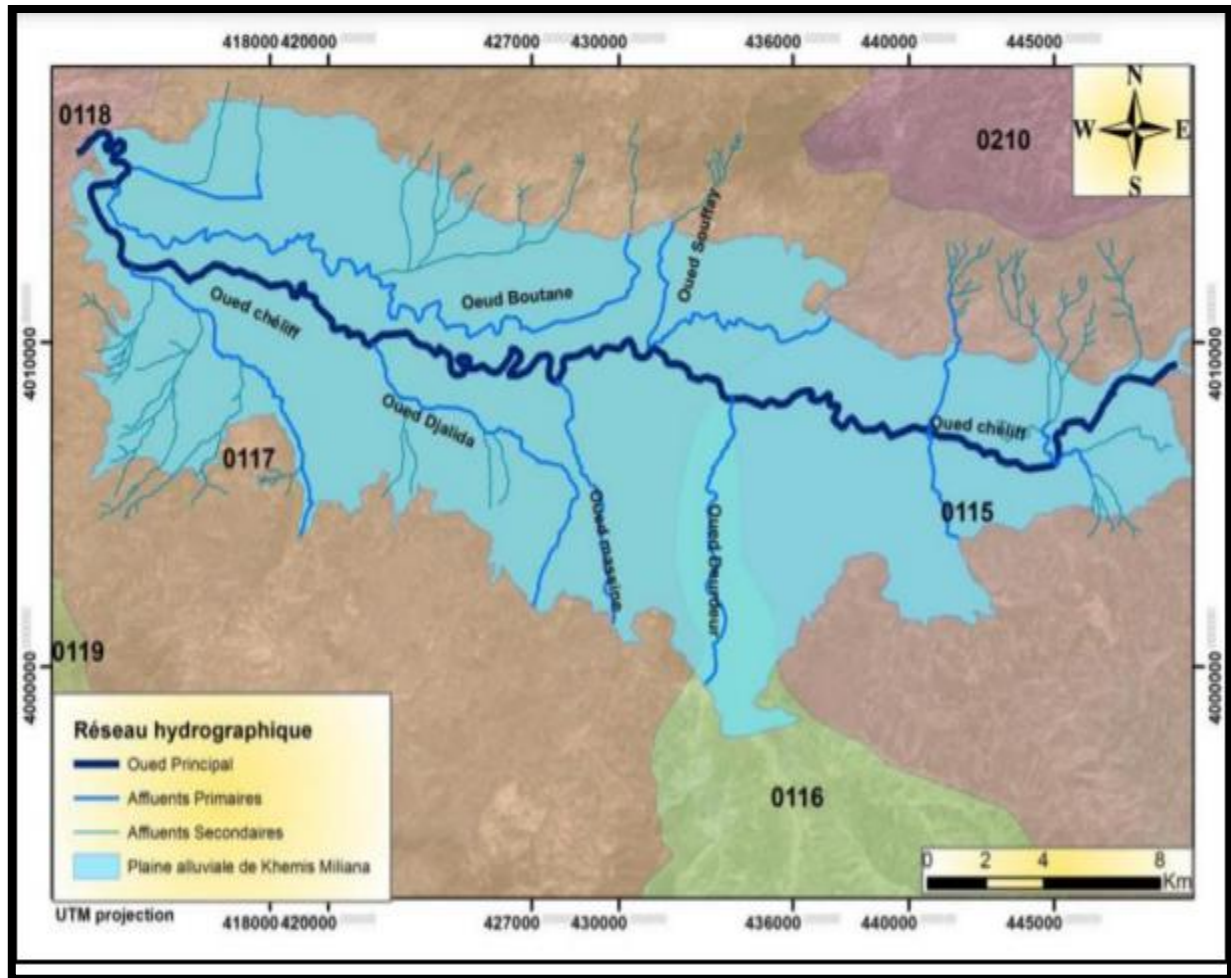 418000 420000 427000 430000 436000 440000 445000
N
W E
S
0118
0210
Oued Souffay
Oeud Boutane
Oued chéliff
4010000
4010000
Oued Djalida
Oued chéliff
0117
Oued massine
0115
Oued Deurdeur
4000000
4000000
0119
0116
Réseau hydrographique
Oued Principal
Affluents Primaires
Affluents Secondaires
Plaine alluviale de Khemis Miliana
0 2 4 8
Km
UTM projection
418000 420000 427000 430000 436000 440000 445000